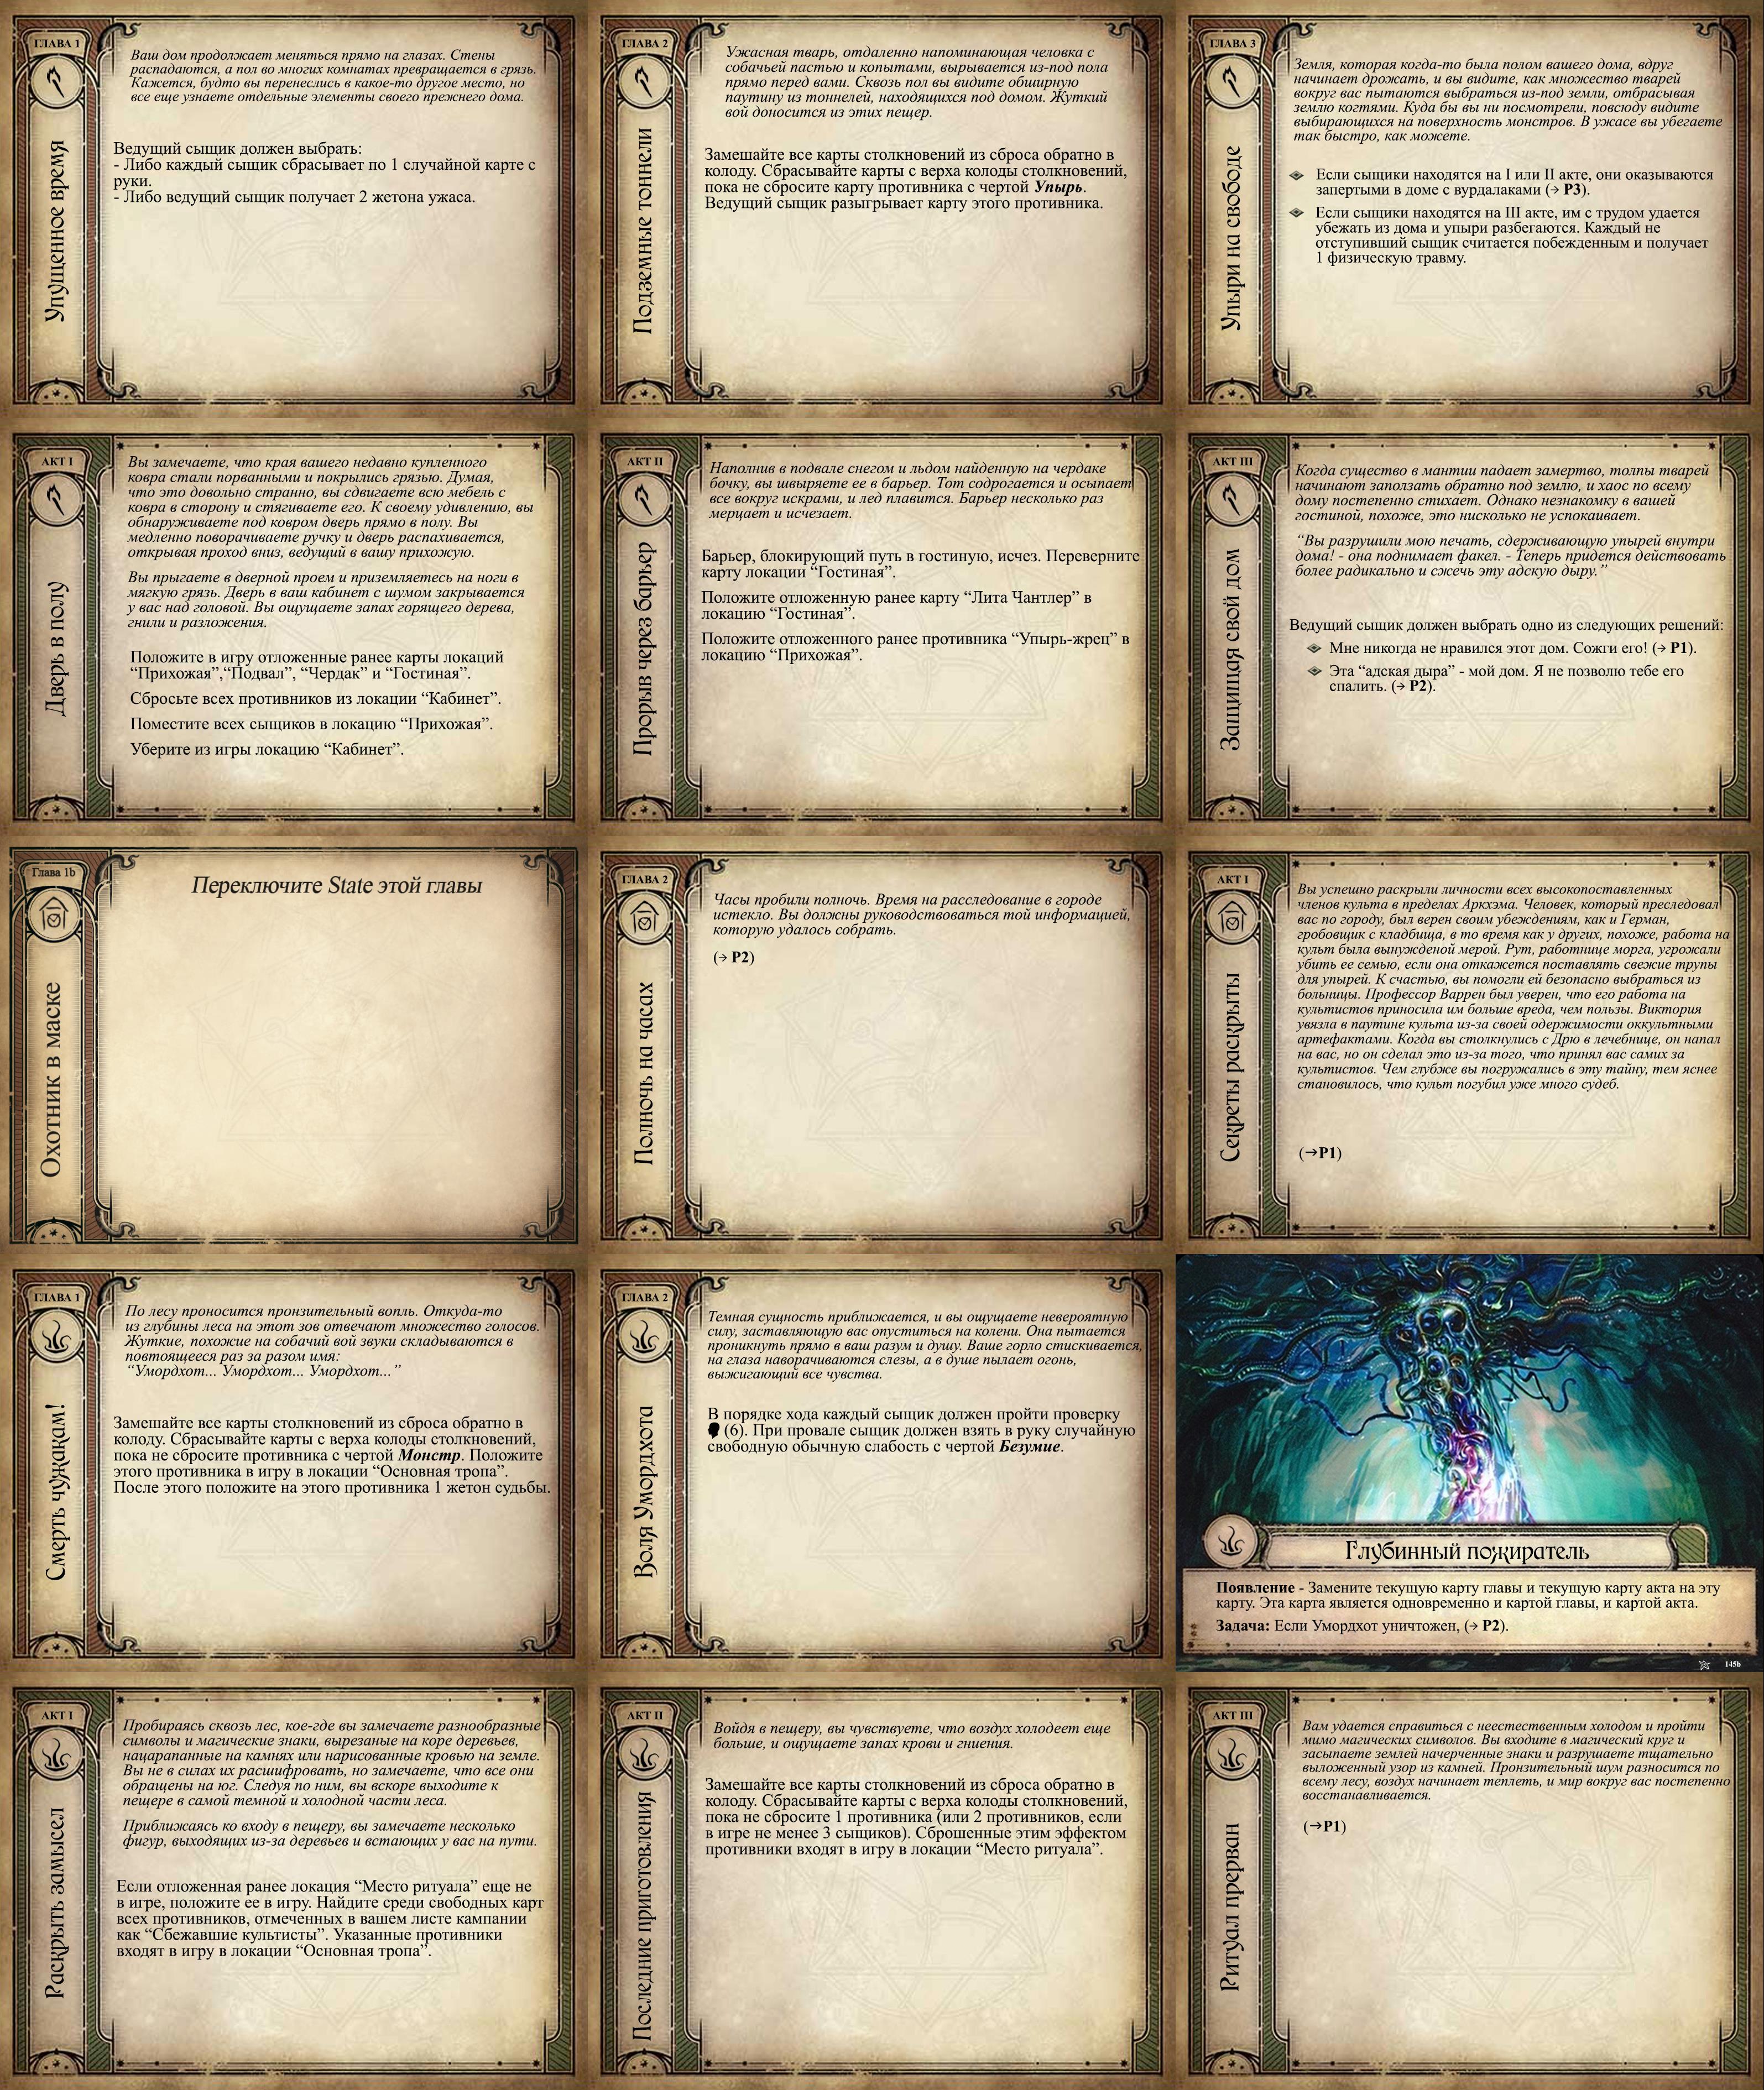 ГЛАВА 1
Упущенное время
Ваш дом продолжает меняться прямо на глазах. Стены
распадаются, а пол во многих комнатах превращается в грязь.
Кажется, будто вы перенеслись в какое-то другое место, но
все еще узнаете отдельные элементы своего прежнего дома.
Ведущий сыщик должен выбрать:
- Либо каждый сыщик сбрасывает по 1 случайной карте с
руки.
- Либо ведущий сыщик получает 2 жетона ужаса.
ГЛАВА 2
Подземные тоннели
Ужасная тварь, отдаленно напоминающая человека с
собачьей пастью и копытами, вырывается из-под пола
прямо перед вами. Сквозь пол вы видите обширную
паутину из тоннелей, находящихся под домом. Жуткий
вой доносится из этих пещер.
Замешайте все карты столкновений из сброса обратно в
колоду. Сбрасывайте карты с верха колоды столкновений,
пока не сбросите карту противника с чертой Упырь.
Ведущий сыщик разыгрывает карту этого противника.
ГЛАВА 3
Упыри на свободе
Земля, которая когда-то была полом вашего дома, вдруг
начинает дрожать, и вы видите, как множество тварей
вокруг вас пытаются выбраться из-под земли, отбрасывая
землю когтями. Куда бы вы ни посмотрели, повсюду видите
выбирающихся на поверхность монстров. В ужасе вы убегаете
так быстро, как можете.
Если сыщики находятся на I или II акте, они оказываются
запертыми в доме с вурдалаками (→ Р3).
Если сыщики находятся на III акте, им с трудом удается
убежать из дома и упыри разбегаются. Каждый не
отступивший сыщик считается побежденным и получает
1 физическую травму.
АКТ I
Дверь в полу
Вы замечаете, что края вашего недавно купленного
ковра стали порванными и покрылись грязью. Думая,
что это довольно странно, вы сдвигаете всю мебель с
ковра в сторону и стягиваете его. К своему удивлению, вы
обнаруживаете под ковром дверь прямо в полу. Вы
медленно поворачиваете ручку и дверь распахивается,
открывая проход вниз, ведущий в вашу прихожую.
Вы прыгаете в дверной проем и приземляетесь на ноги в
мягкую грязь. Дверь в ваш кабинет с шумом закрывается
у вас над головой. Вы ощущаете запах горящего дерева,
гнили и разложения.
Положите в игру отложенные ранее карты локаций
“Прихожая”,“Подвал”, “Чердак” и “Гостиная”.
Сбросьте всех противников из локации “Кабинет”.
Поместите всех сыщиков в локацию “Прихожая”.
Уберите из игры локацию “Кабинет”.
АКТ II
Прорыв через барьер
Наполнив в подвале снегом и льдом найденную на чердаке
бочку, вы швыряете ее в барьер. Тот содрогается и осыпает
все вокруг искрами, и лед плавится. Барьер несколько раз
мерцает и исчезает.
Барьер, блокирующий путь в гостиную, исчез. Переверните
карту локации “Гостиная”.
Положите отложенную ранее карту “Лита Чантлер” в
локацию “Гостиная”.
Положите отложенного ранее противника “Упырь-жрец” в
локацию “Прихожая”.
АКТ III
Защищая свой дом
Когда существо в мантии падает замертво, толпы тварей
начинают заползать обратно под землю, и хаос по всему
дому постепенно стихает. Однако незнакомку в вашей
гостиной, похоже, это нисколько не успокаивает.
“Вы разрушили мою печать, сдерживающую упырей внутри
дома! - она поднимает факел. - Теперь придется действовать
более радикально и сжечь эту адскую дыру.”
Ведущий сыщик должен выбрать одно из следующих решений:
Мне никогда не нравился этот дом. Сожги его! (→ Р1).
Эта “адская дыра” - мой дом. Я не позволю тебе его
спалить. (→ Р2).
Глава 1b
Охотник в маске
Переключите State этой главы
ГЛАВА 2
Полночь на часах
Часы пробили полночь. Время на расследование в городе
истекло. Вы должны руководствоваться той информацией,
которую удалось собрать.
(→ Р2)
АКТ I
Секреты раскрыты
Вы успешно раскрыли личности всех высокопоставленных
членов культа в пределах Аркхэма. Человек, который преследовал
вас по городу, был верен своим убеждениям, как и Герман,
гробовщик с кладбища, в то время как у других, похоже, работа на
культ была вынужденой мерой. Рут, работнице морга, угрожали
убить ее семью, если она откажется поставлять свежие трупы
для упырей. К счастью, вы помогли ей безопасно выбраться из
больницы. Профессор Варрен был уверен, что его работа на
культистов приносила им больше вреда, чем пользы. Виктория
увязла в паутине культа из-за своей одержимости оккультными
артефактами. Когда вы столкнулись с Дрю в лечебнице, он напал
на вас, но он сделал это из-за того, что принял вас самих за
культистов. Чем глубже вы погружались в эту тайну, тем яснее
становилось, что культ погубил уже много судеб.
(→Р1)
ГЛАВА 1
Смерть чужакам!
По лесу проносится пронзительный вопль. Откуда-то
из глубины леса на этот зов отвечают множество голосов.
Жуткие, похожие на собачий вой звуки складываются в
повтоящееся раз за разом имя:
“Умордхот... Умордхот... Умордхот...”
Замешайте все карты столкновений из сброса обратно в
колоду. Сбрасывайте карты с верха колоды столкновений,
пока не сбросите противника с чертой Монстр. Положите
этого противника в игру в локации “Основная тропа”.
После этого положите на этого противника 1 жетон судьбы.
ГЛАВА 2
Воля Умордхота
Темная сущность приближается, и вы ощущаете невероятную
силу, заставляющую вас опуститься на колени. Она пытается
проникнуть прямо в ваш разум и душу. Ваше горло стискивается,
на глаза наворачиваются слезы, а в душе пылает огонь,
выжигающий все чувства.
В порядке хода каждый сыщик должен пройти проверку
(6). При провале сыщик должен взять в руку случайную
свободную обычную слабость с чертой Безумие.
Глубинный пожиратель
Появление - Замените текущую карту главы и текущую карту акта на эту
карту. Эта карта является одновременно и картой главы, и картой акта.
Задача: Если Умордхот уничтожен, (→ Р2).
145b
АКТ I
Раскрыть замысел
Пробираясь сквозь лес, кое-где вы замечаете разнообразные
символы и магические знаки, вырезаные на коре деревьев,
нацарапанные на камнях или нарисованные кровью на земле.
Вы не в силах их расшифровать, но замечаете, что все они
обращены на юг. Следуя по ним, вы вскоре выходите к
пещере в самой темной и холодной части леса.
Приближаясь ко входу в пещеру, вы замечаете несколько
фигур, выходящих из-за деревьев и встающих у вас на пути.
Если отложенная ранее локация “Место ритуала” еще не
в игре, положите ее в игру. Найдите среди свободных карт
всех противников, отмеченных в вашем листе кампании
как “Сбежавшие культисты”. Указанные противники
входят в игру в локации “Основная тропа”.
АКТ II
Последние приготовления
Войдя в пещеру, вы чувствуете, что воздух холодеет еще
больше, и ощущаете запах крови и гниения.
Замешайте все карты столкновений из сброса обратно в
колоду. Сбрасывайте карты с верха колоды столкновений,
пока не сбросите 1 противника (или 2 противников, если
в игре не менее 3 сыщиков). Сброшенные этим эффектом
противники входят в игру в локации “Место ритуала”.
АКТ III
Ритуал прерван
Вам удается справиться с неестественным холодом и пройти
мимо магических символов. Вы входите в магический круг и
засыпаете землей начерченные знаки и разрушаете тщательно
выложенный узор из камней. Пронзительный шум разносится по
всему лесу, воздух начинает теплеть, и мир вокруг вас постепенно
восстанавливается.
(→Р1)